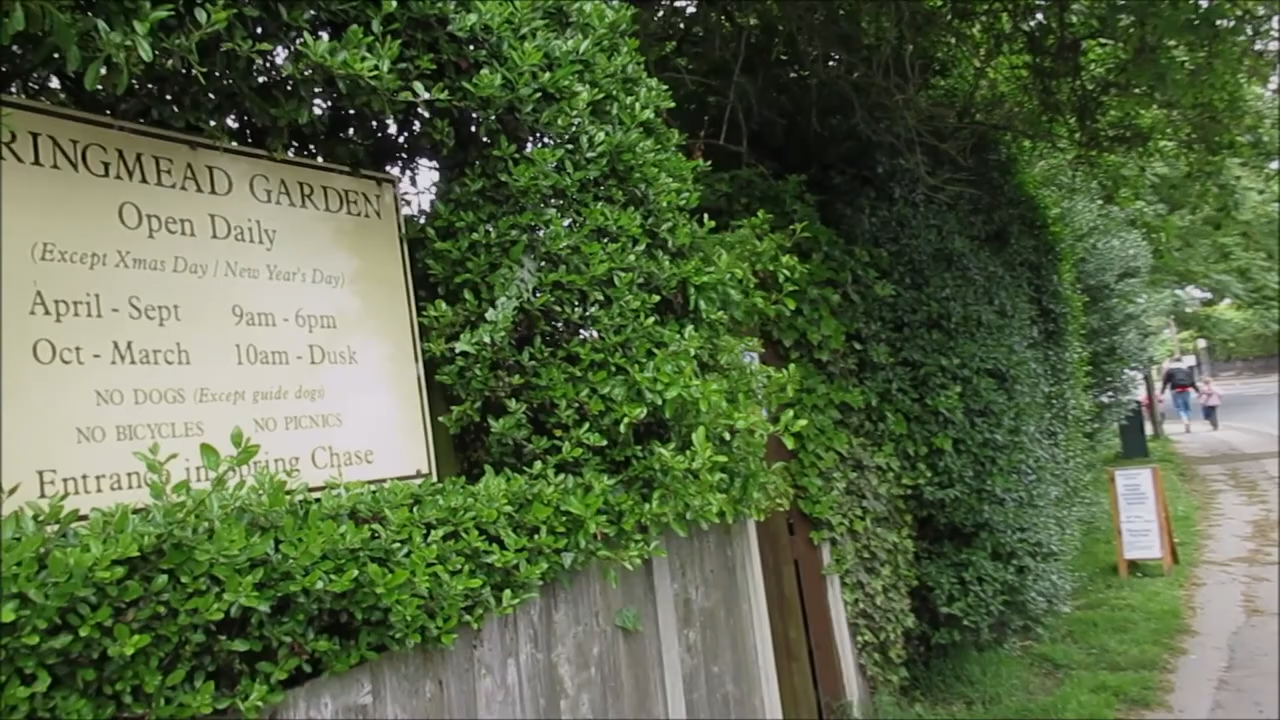 RINGMEAD GARDEN
Open Daily
(Except Xmas Day / New Year's Day)
April - Sept 9am - 6pm
Oct - March 10am - Dusk
NO DOGS (Except guide dogs)
NO BICYCLES NO PICNICS
Entrance in Spring Chase